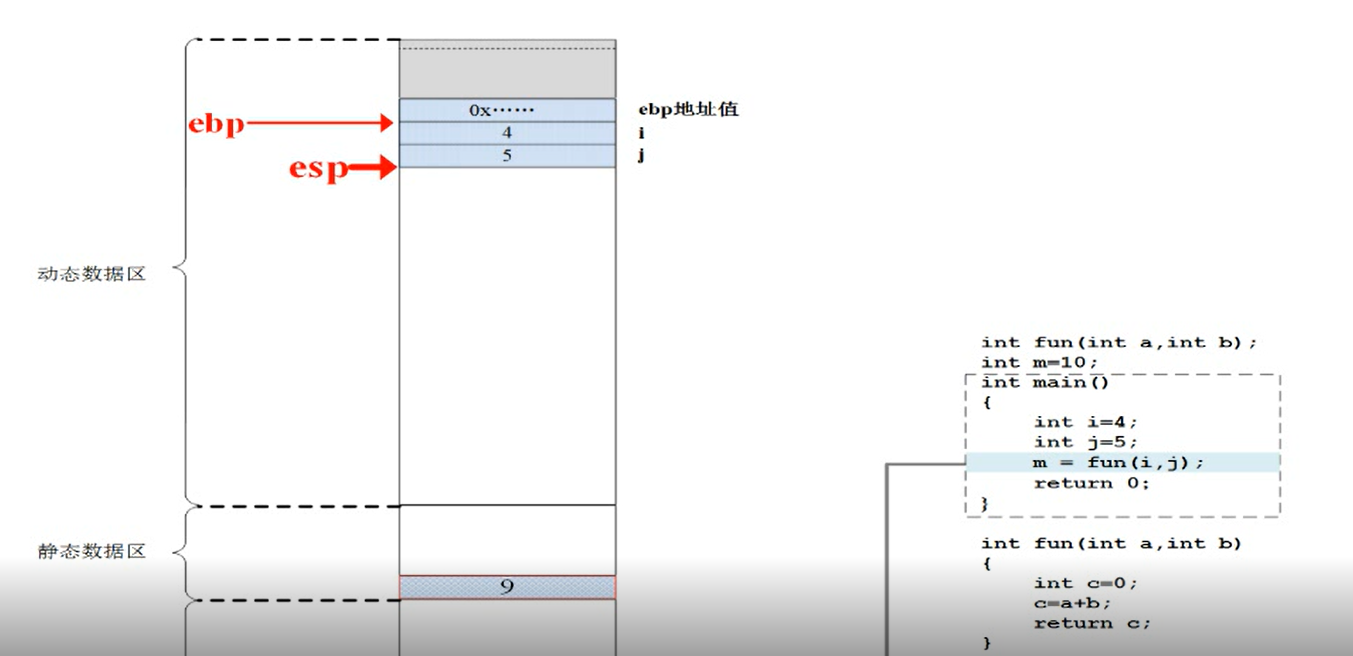 0x······
ebp地址值
ebp
4
i
5
j
esp
动态数据区
静态数据区
9
int fun(int a,int b);
int m=10;
int main()
{
int i=4;
int j=5;
m = fun(i,j);
return 0;
}
int fun(int a,int b)
{
int c=0;
c=a+b;
return c;
}